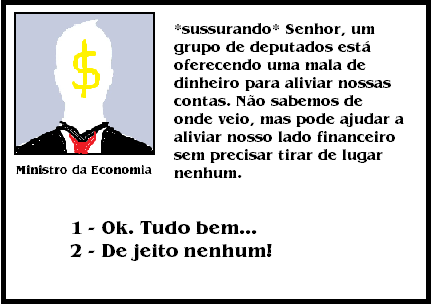 *sussurando* Senhor, um
grupo de deputados está
oferecendo uma mala de
dinheiro para aliviar nossas
contas. Não sabemos de
onde veio, mas pode ajudar a
aliviar nosso lado financeiro
sem precisar tirar de lugar
nenhum.
$
Ministro da Economia
1 - Ok. Tudo bem...
2 - De jeito nenhum!